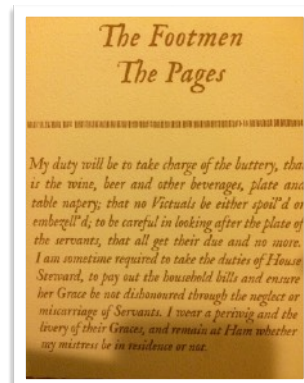 The Footmen
The Pages
My duty will be to take charge of the buttery, tha
is the wine, beer and other beverages, plate and
table napery; that no Victuals be either spoil'd or
embezell'd; to be careful in looking after the plate of
the servants, that all get their due and no more.
I am sometime required to take the duties of House
Steward, to pay out the household bills and ensure
her Grace be not dishonoured through the neglect or
miscarriage of Servants. I wear a periwig and the
livery of their Graces, and remain at Ham whether
my mistress be in residence or not.